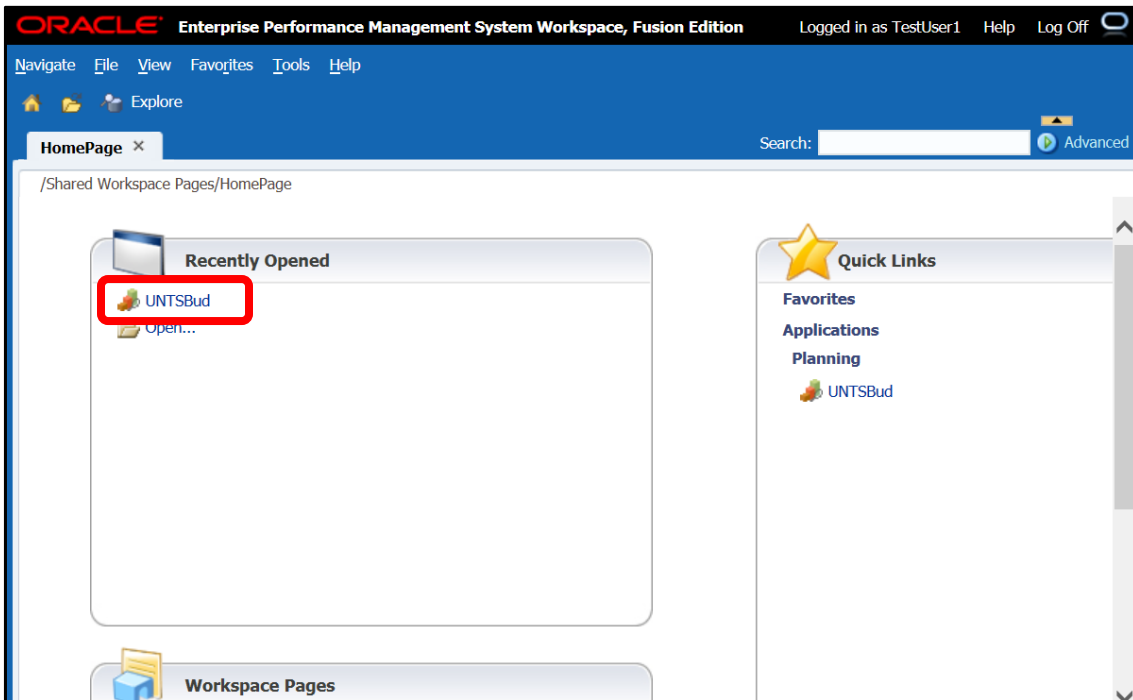 ORACLE Enterprise Performance Management System Workspace, Fusion Edition Logged in as TestUser1 Help Log Off
Navigate File View Favorites Tools Help
Explore
HomePage Search: Advanced
/Shared Workspace Pages/HomePage
Recently Opened
UNTSBud
Open...
Quick Links
Favorites
Applications
Planning
UNTSBud
Workspace Pages